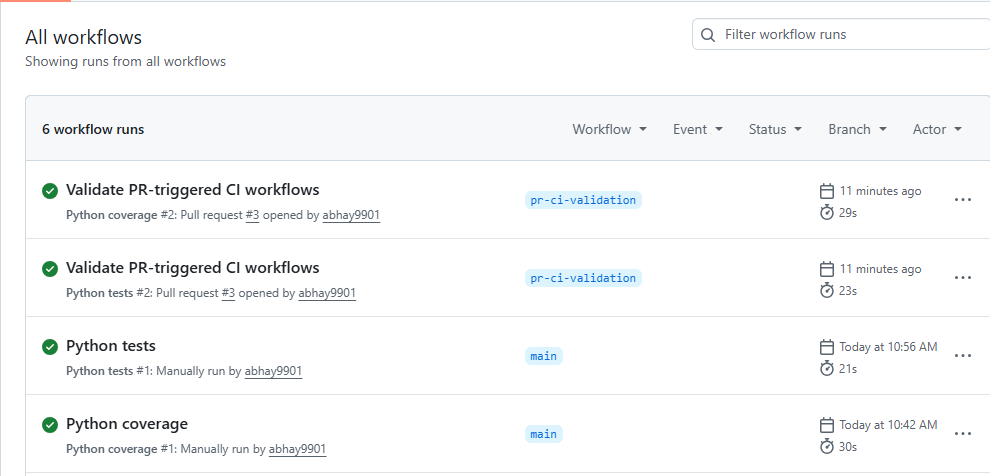 All workflows
Filter workflow runs
Showing runs from all workflows
6 workflow runs
Workflow
Event
Status
Branch
Actor
Validate PR-triggered CI workflows
Python coverage #2: Pull request #3 opened by abhay9901
pr-ci-validation
11 minutes ago
29s
Validate PR-triggered CI workflows
Python tests #2: Pull request #3 opened by abhay9901
pr-ci-validation
11 minutes ago
23s
Python tests
Python tests #1: Manually run by abhay9901
main
Today at 10:56 AM
21s
Python coverage
Python coverage #1: Manually run by abhay9901
main
Today at 10:42 AM
30s